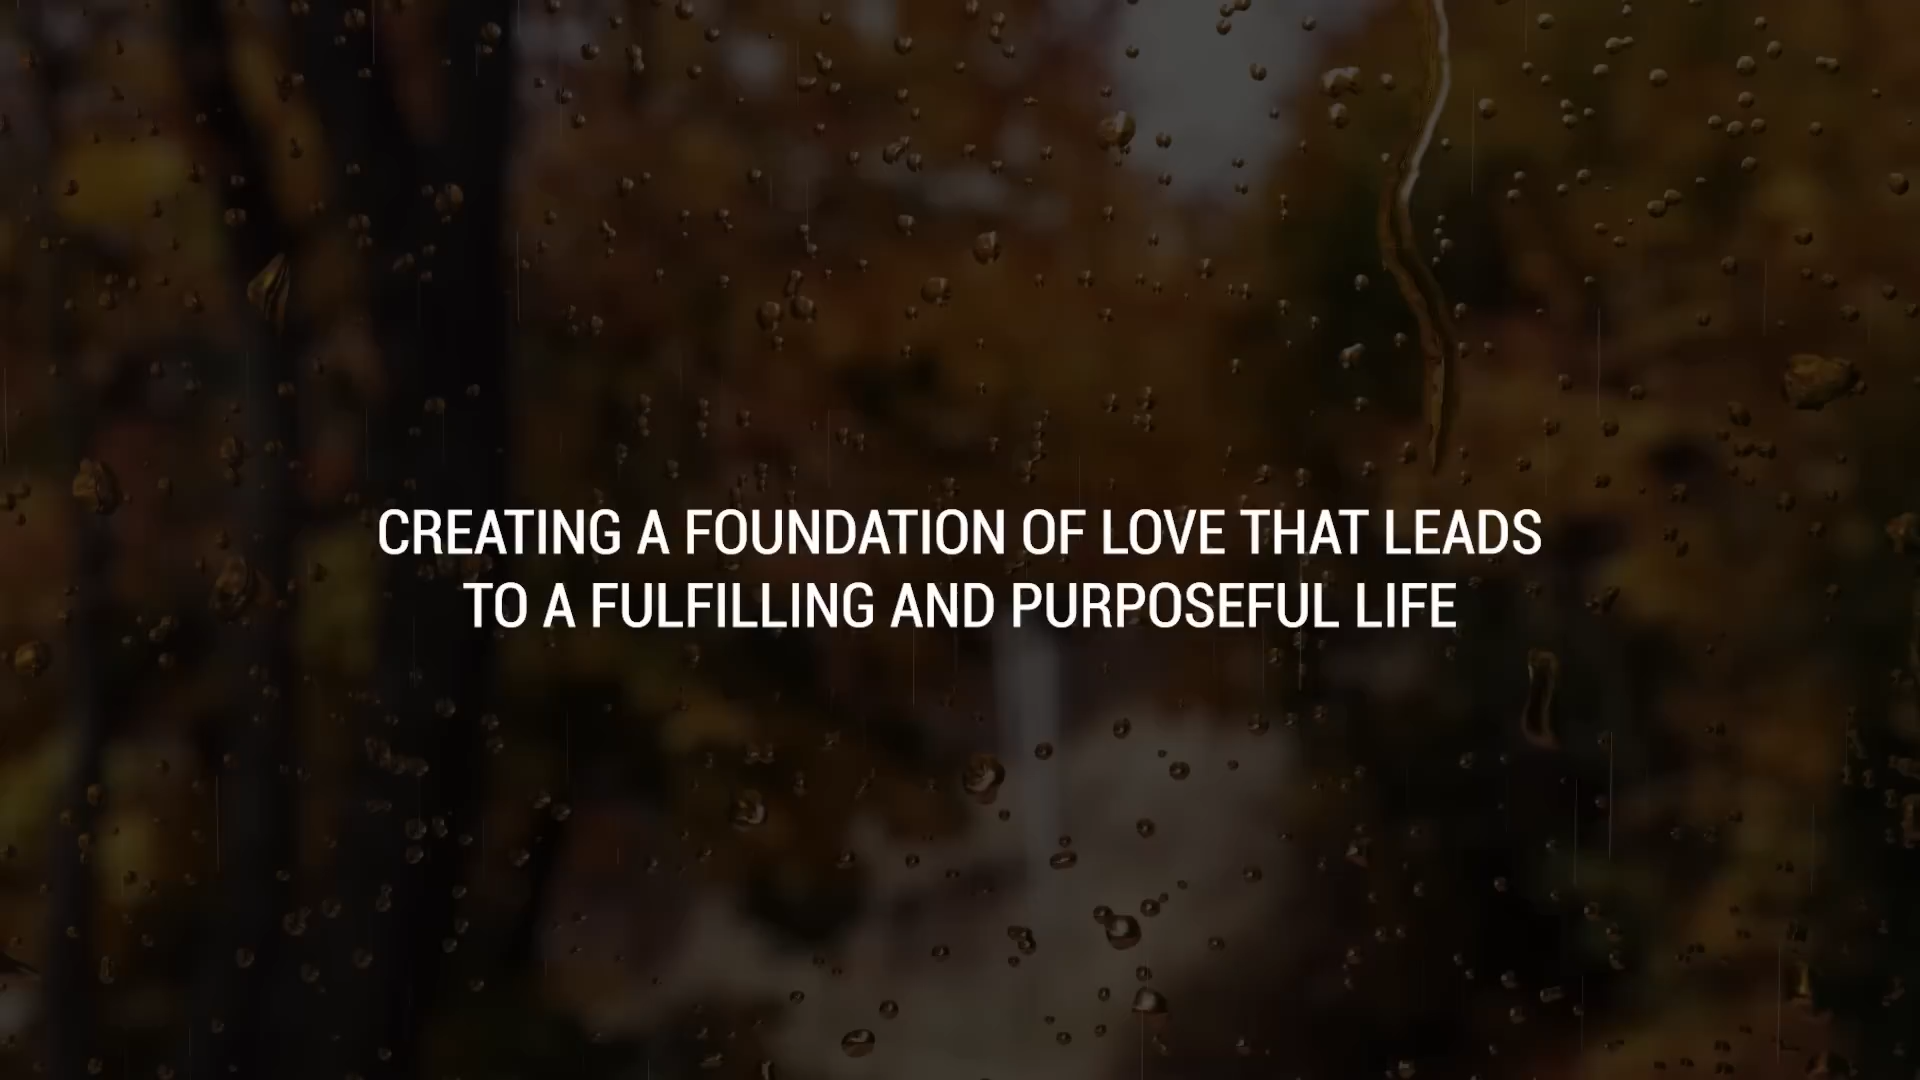 CREATING A FOUNDATION OF LOVE THAT LEADS
TO A FULFILLING AND PURPOSEFUL LIFE